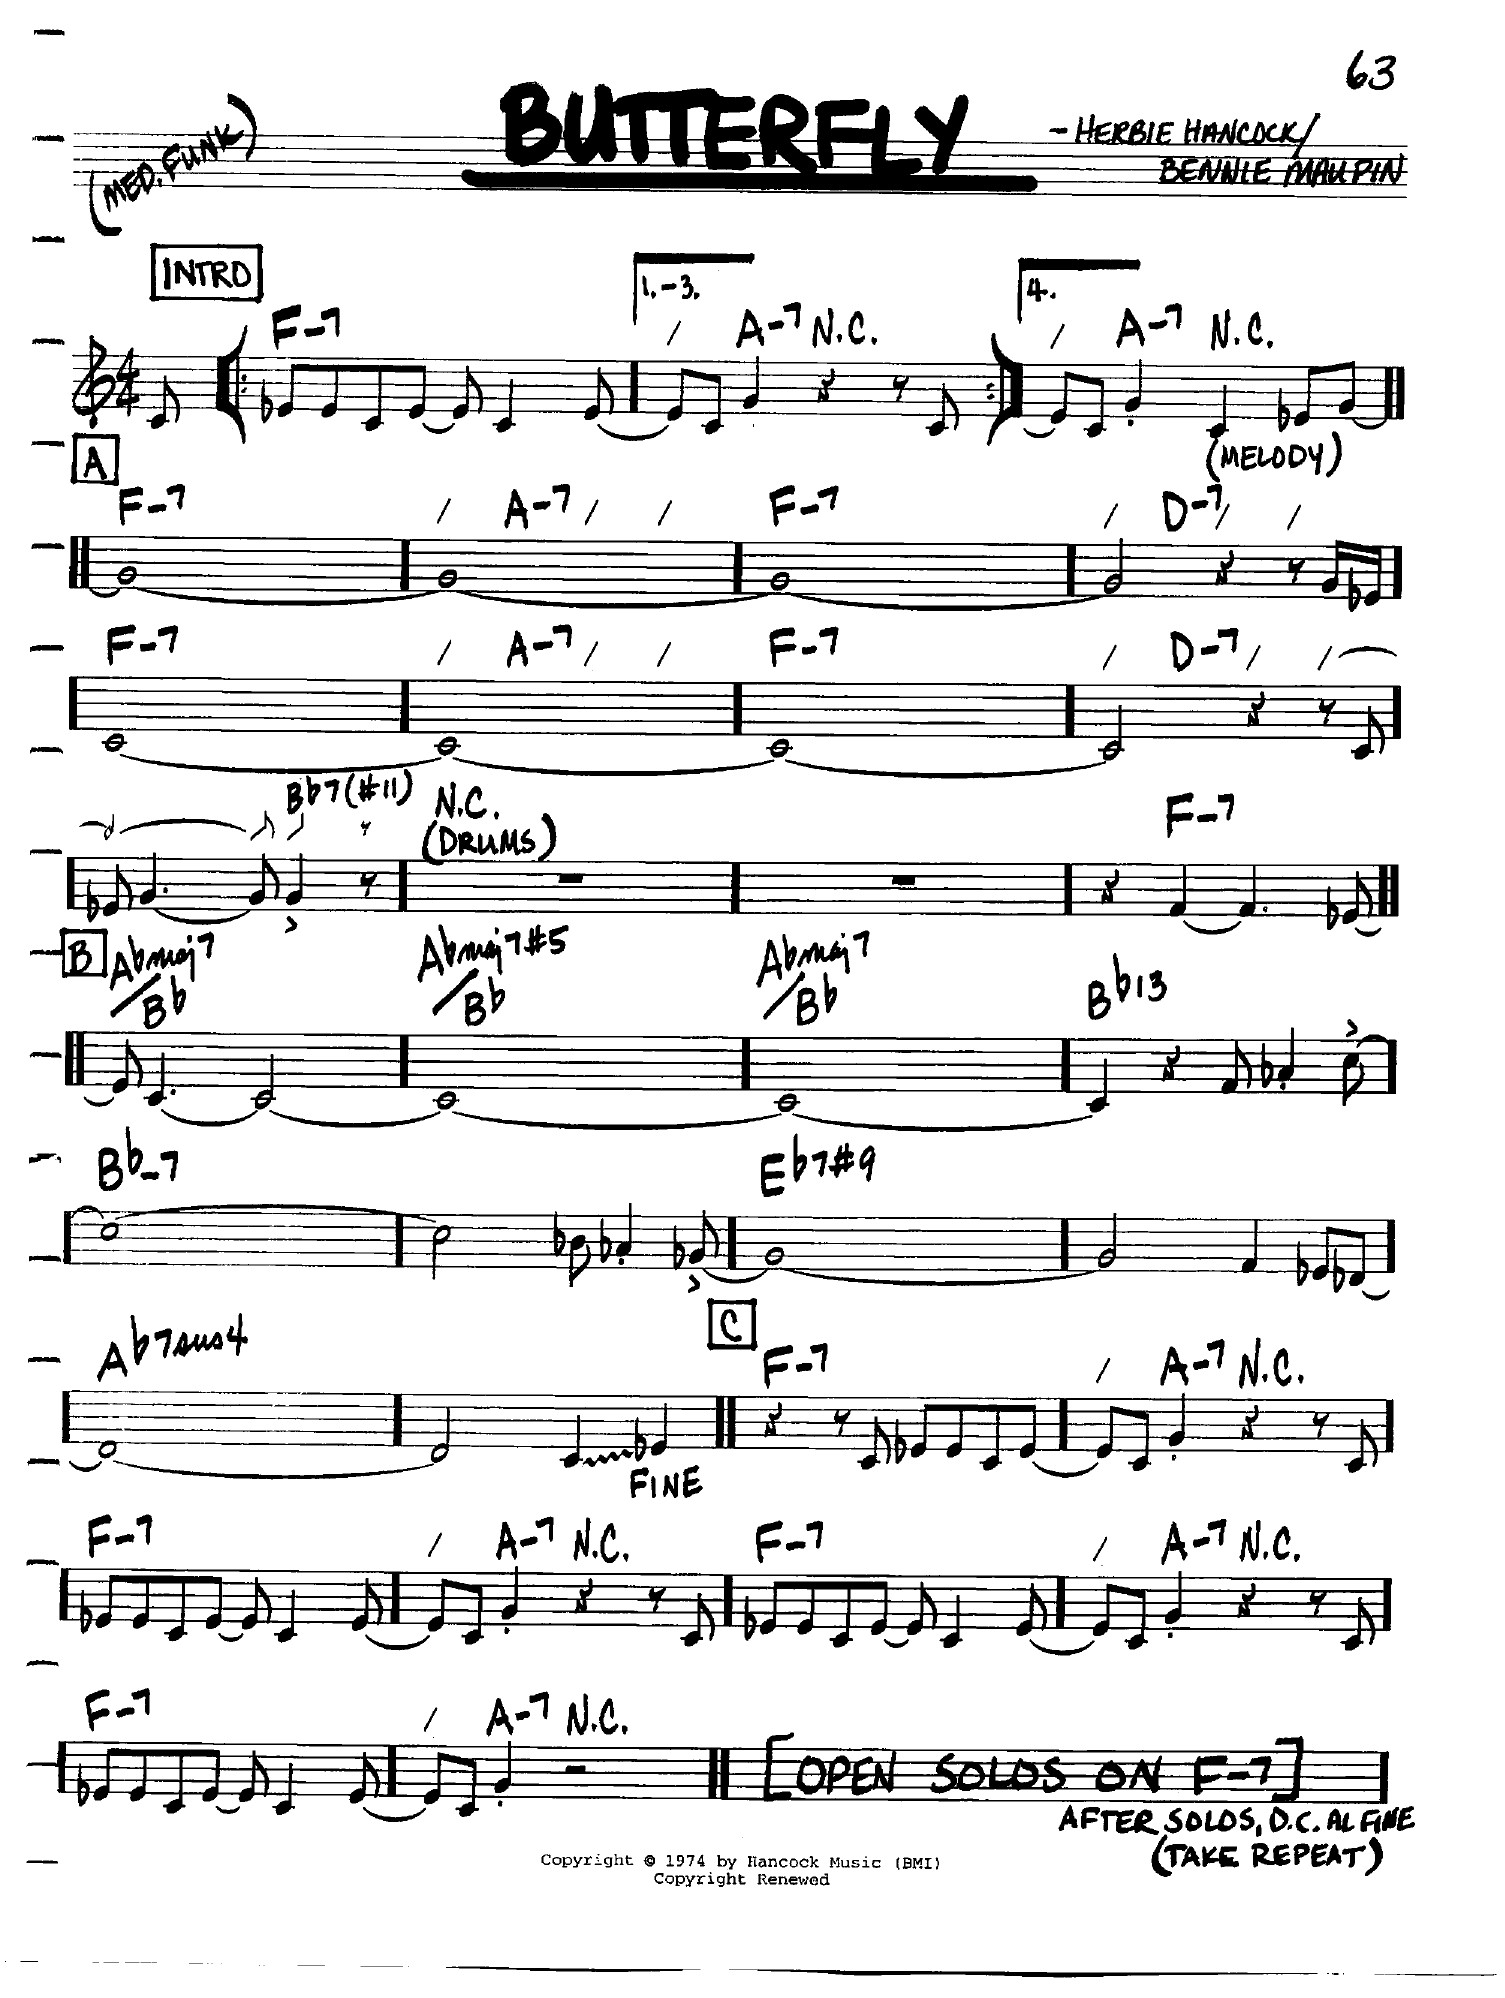 63
BUTTERFLY
- HERBIE HANCOCK/
BENNIE MAUPIN
(MED. FUNK)
INTRO
1.-3. 4.
F-7 / A-7 N.C. / A-7 N.C.
(MELODY)
A
F-7 / A-7 / / F-7 / D-7 / /
F-7 / A-7 / / F-7 / D-7 / /
Bb7(#11) N.C. F-7
(DRUMS)
B
Abmaj7/Bb Abmaj7#5/Bb Abmaj7/Bb Bb13
Bb-7 Eb7#9
C
Ab7sus4 F-7 / A-7 N.C.
FINE
F-7 / A-7 N.C. F-7 / A-7 N.C.
F-7 / A-7 N.C.
[OPEN SOLOS ON F-7]
AFTER SOLOS, D.C. AL FINE
(TAKE REPEAT)
Copyright © 1974 by Hancock Music (BMI)
Copyright Renewed